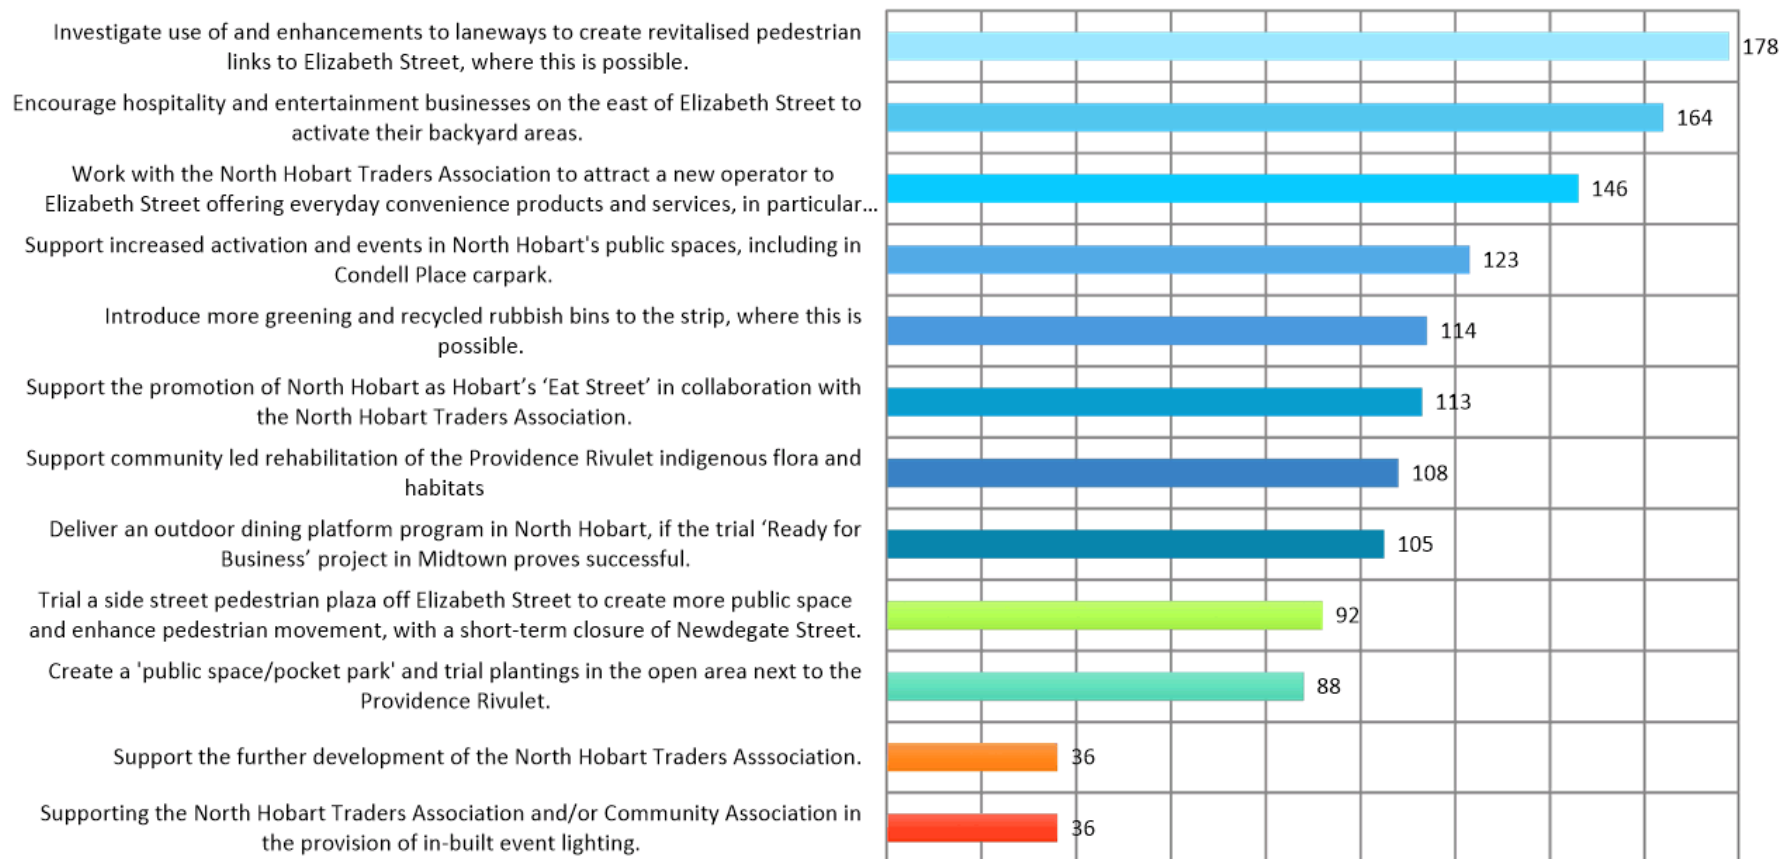 Investigate use of and enhancements to laneways to create revitalised pedestrian
links to Elizabeth Street, where this is possible.
178
Encourage hospitality and entertainment businesses on the east of Elizabeth Street to
activate their backyard areas.
164
Work with the North Hobart Traders Association to attract a new operator to
Elizabeth Street offering everyday convenience products and services, in particular...
146
Support increased activation and events in North Hobart's public spaces, including in
Condell Place carpark.
123
Introduce more greening and recycled rubbish bins to the strip, where this is
possible.
114
Support the promotion of North Hobart as Hobart’s ‘Eat Street’ in collaboration with
the North Hobart Traders Association.
113
Support community led rehabilitation of the Providence Rivulet indigenous flora and
habitats
108
Deliver an outdoor dining platform program in North Hobart, if the trial ‘Ready for
Business’ project in Midtown proves successful.
105
Trial a side street pedestrian plaza off Elizabeth Street to create more public space
and enhance pedestrian movement, with a short-term closure of Newdegate Street.
92
Create a 'public space/pocket park' and trial plantings in the open area next to the
Providence Rivulet.
88
Support the further development of the North Hobart Traders Asssociation.
36
Supporting the North Hobart Traders Association and/or Community Association in
the provision of in-built event lighting.
36